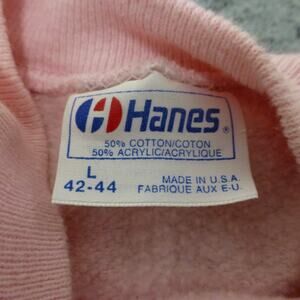 Hanes®
50% COTTON/COTON
50% ACRYLIC/ACRYLIQUE
L
42-44
MADE IN U.S.A.
FABRIQUE AUX E-U.